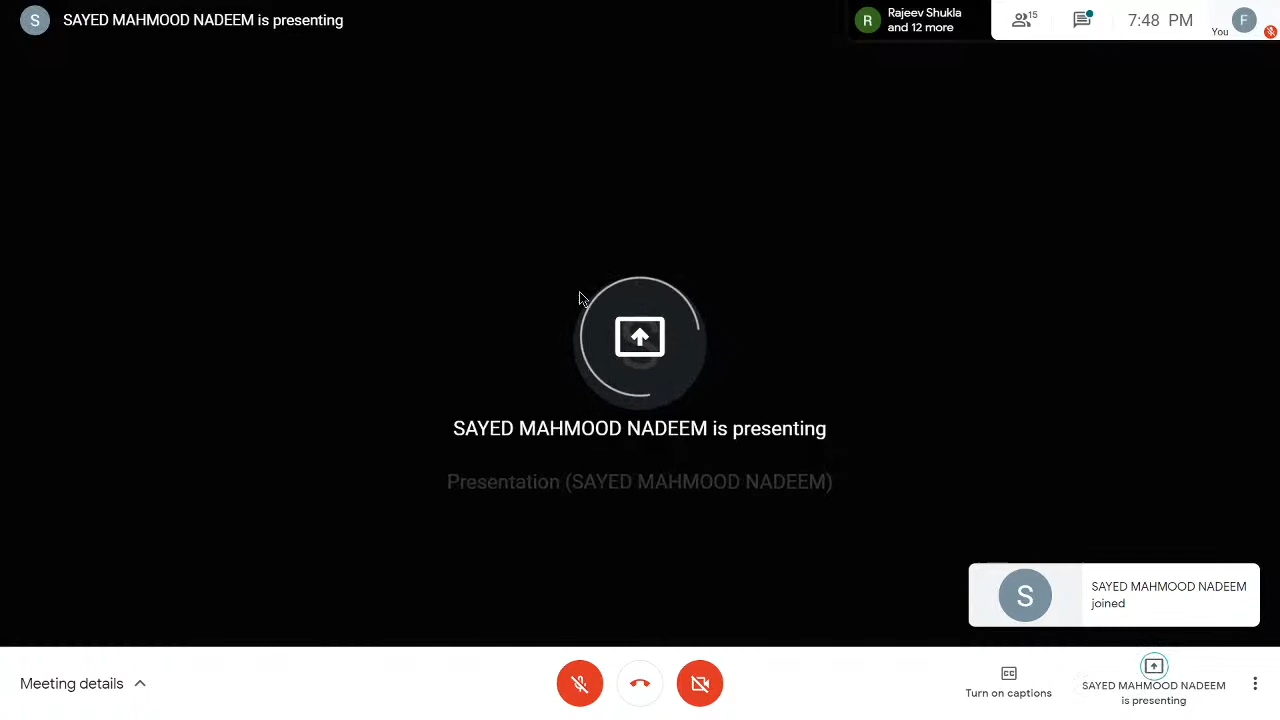 S SAYED MAHMOOD NADEEM is presenting
R Rajeev Shukla
and 12 more
15
7:48 PM
You
F
SAYED MAHMOOD NADEEM is presenting
Presentation (SAYED MAHMOOD NADEEM)
S SAYED MAHMOOD NADEEM
joined
Meeting details
CC
Turn on captions
SAYED MAHMOOD NADEEM
is presenting